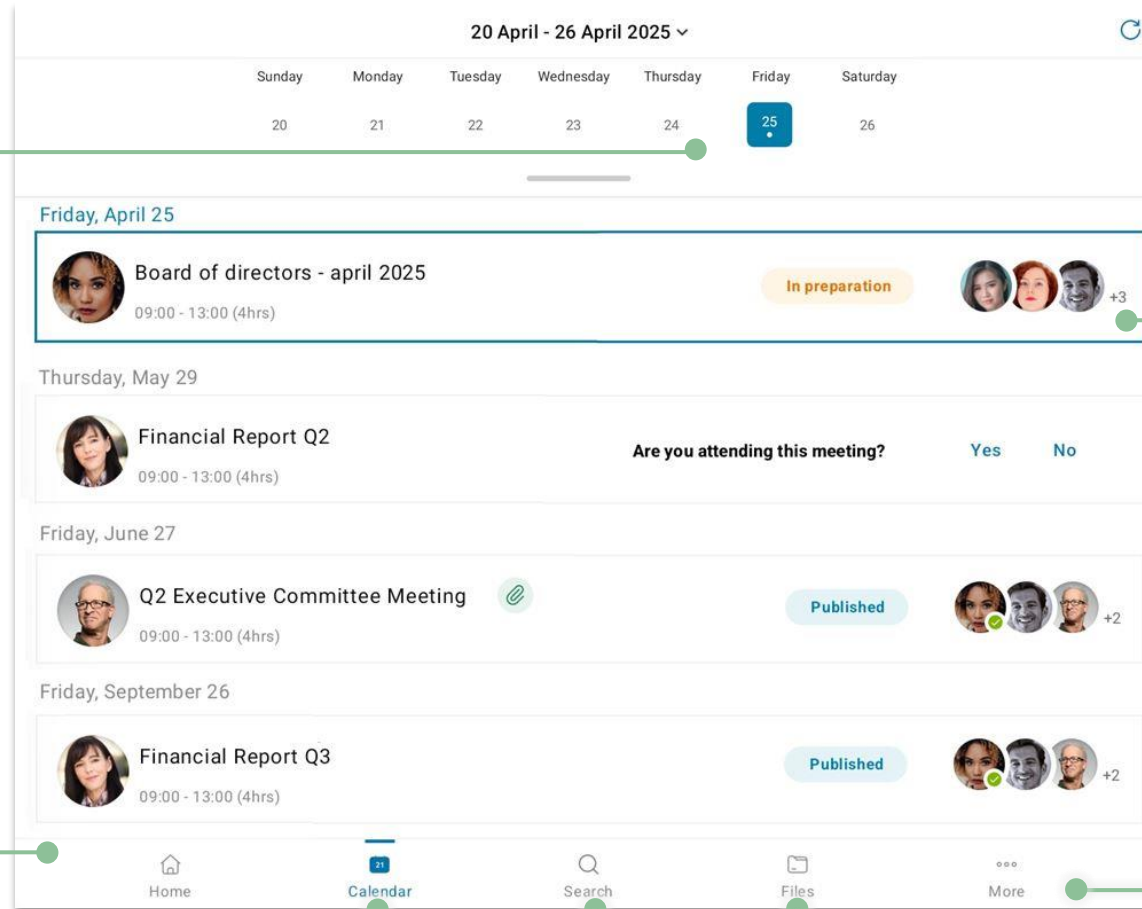 20 April - 26 April 2025
Sunday Monday Tuesday Wednesday Thursday Friday Saturday
20 21 22 23 24 25 26
Friday, April 25
Board of directors - april 2025
In preparation
+3
09:00 - 13:00 (4hrs)
Thursday, May 29
Financial Report Q2
Are you attending this meeting? Yes No
09:00 - 13:00 (4hrs)
Friday, June 27
Q2 Executive Committee Meeting
Published
+2
09:00 - 13:00 (4hrs)
Friday, September 26
Financial Report Q3
Published
+2
09:00 - 13:00 (4hrs)
21
Home Calendar Search Files More